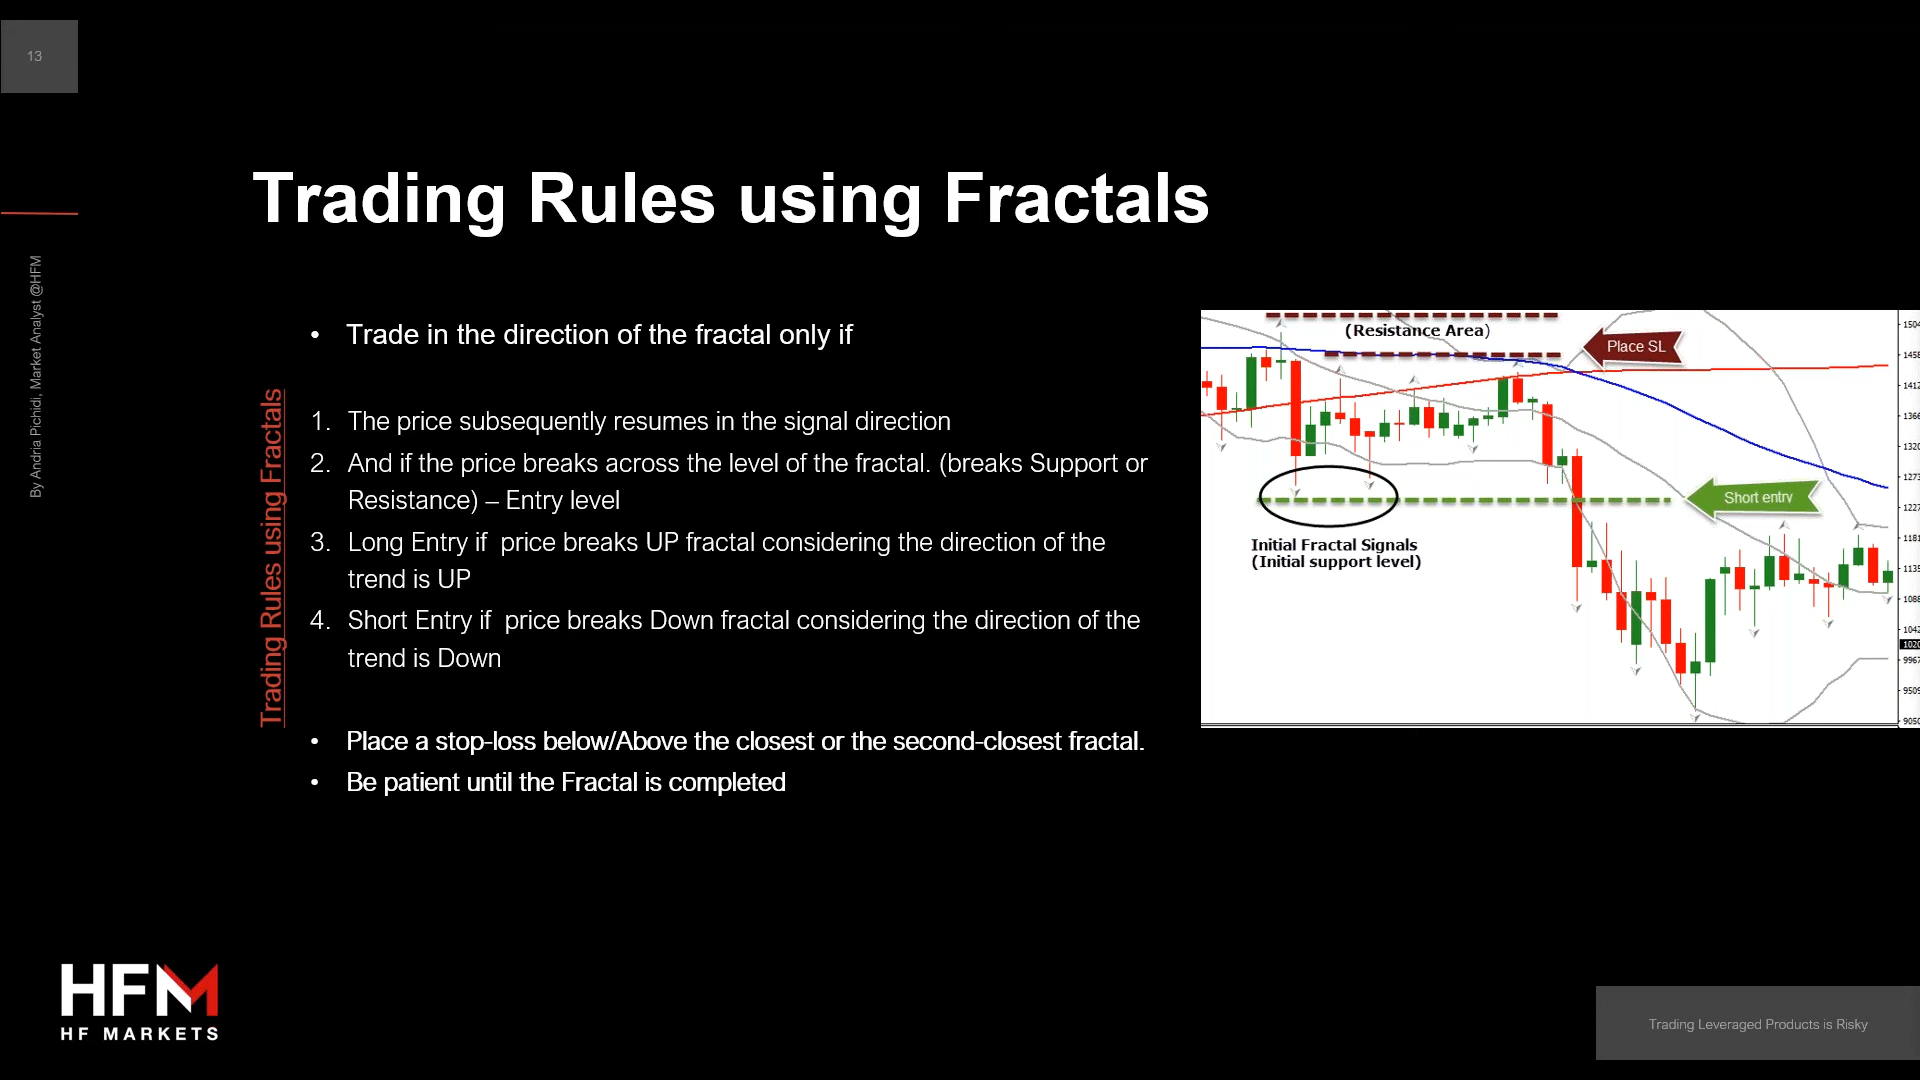 13
By Andria Pichidi, Market Analyst @HFM
Trading Rules using Fractals
Trading Rules using Fractals
• Trade in the direction of the fractal only if
1. The price subsequently resumes in the signal direction
2. And if the price breaks across the level of the fractal. (breaks Support or
Resistance) – Entry level
3. Long Entry if  price breaks UP fractal considering the direction of the
trend is UP
4. Short Entry if  price breaks Down fractal considering the direction of the
trend is Down
• Place a stop-loss below/Above the closest or the second-closest fractal.
• Be patient until the Fractal is completed
(Resistance Area)
Place SL
Short entry
Initial Fractal Signals
(Initial support level)
HFM
HF MARKETS
Trading Leveraged Products is Risky